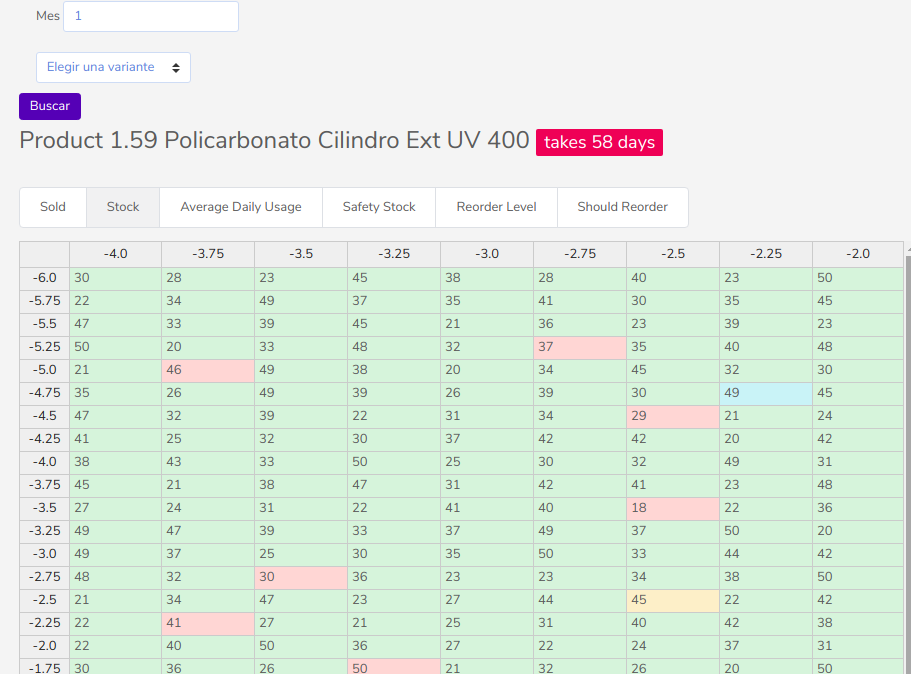 Mes 1
Elegir una variante
Buscar
Product 1.59 Policarbonato Cilindro Ext UV 400 takes 58 days
Sold Stock Average Daily Usage Safety Stock Reorder Level Should Reorder
-4.0 -3.75 -3.5 -3.25 -3.0 -2.75 -2.5 -2.25 -2.0
-6.0 30 28 23 45 38 28 40 23 50
-5.75 22 34 49 37 35 41 30 35 45
-5.5 47 33 39 45 21 36 23 39 23
-5.25 50 20 33 48 32 37 35 40 48
-5.0 21 46 49 38 20 34 45 32 30
-4.75 35 26 49 39 26 39 30 49 45
-4.5 47 32 39 22 31 34 29 21 24
-4.25 41 25 32 30 37 42 42 20 42
-4.0 38 43 33 50 25 30 32 49 31
-3.75 45 21 38 47 31 42 41 23 48
-3.5 27 24 31 22 41 40 18 22 36
-3.25 49 47 39 33 37 49 37 50 20
-3.0 49 37 25 30 35 50 33 44 42
-2.75 48 32 30 36 23 23 34 38 50
-2.5 21 34 47 23 27 44 45 22 42
-2.25 22 41 27 21 25 31 40 42 38
-2.0 22 40 50 36 27 22 24 37 31
-1.75 30 36 26 50 21 32 26 20 50